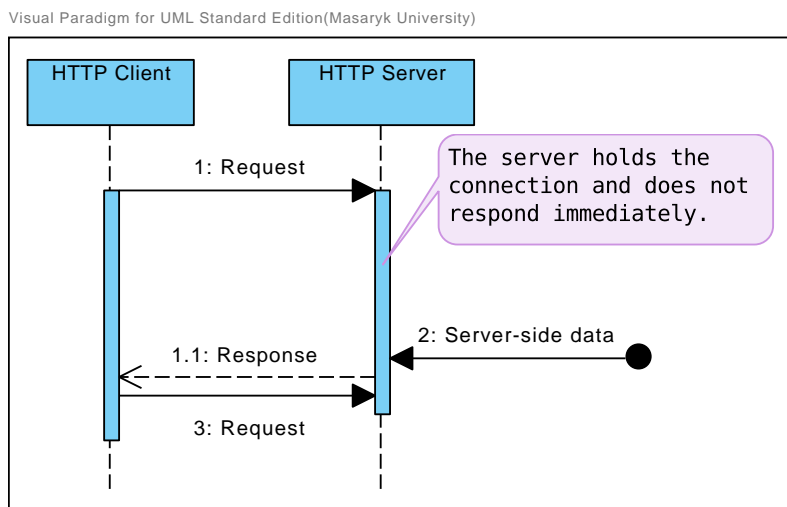 Visual Paradigm for UML Standard Edition(Masaryk University)
HTTP Client
HTTP Server
The server holds the
connection and does not
respond immediately.
1: Request
2: Server-side data
1.1: Response
3: Request